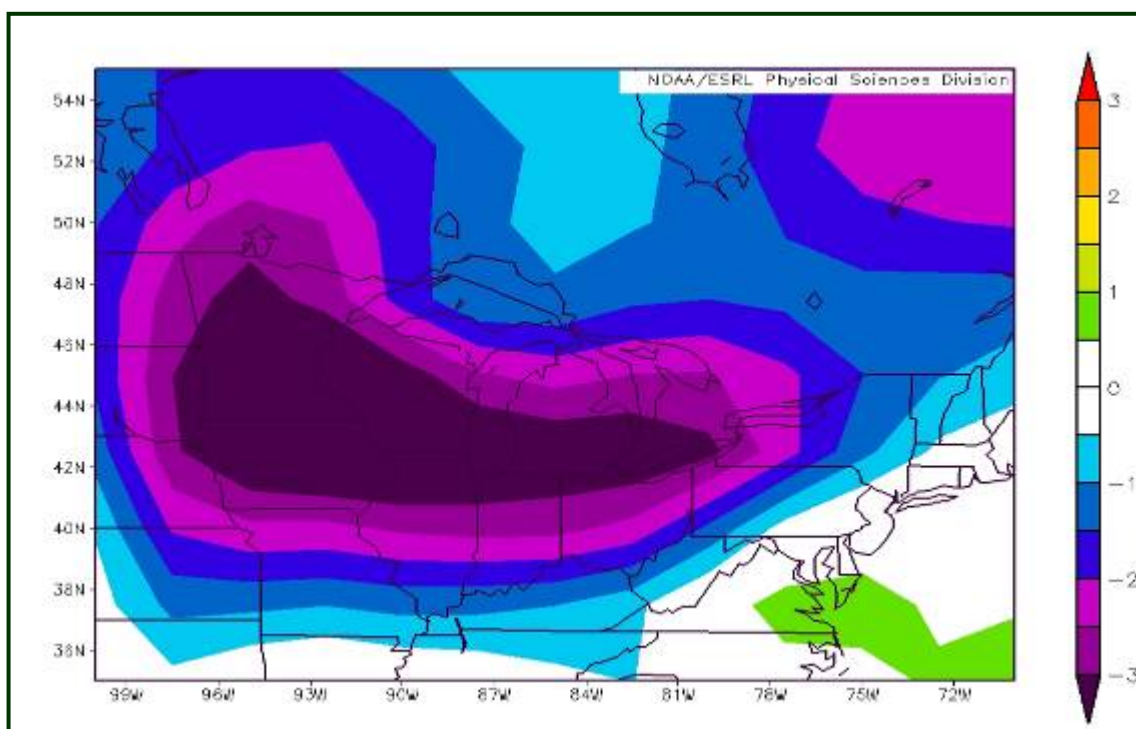 NOAA/ESRL Physical Sciences Division
54N
52N
50N
48N
46N
44N
42N
40N
38N
36N
99W 96W 93W 90W 87W 84W 81W 78W 75W 72W
3
2
1
0
-1
-2
-3